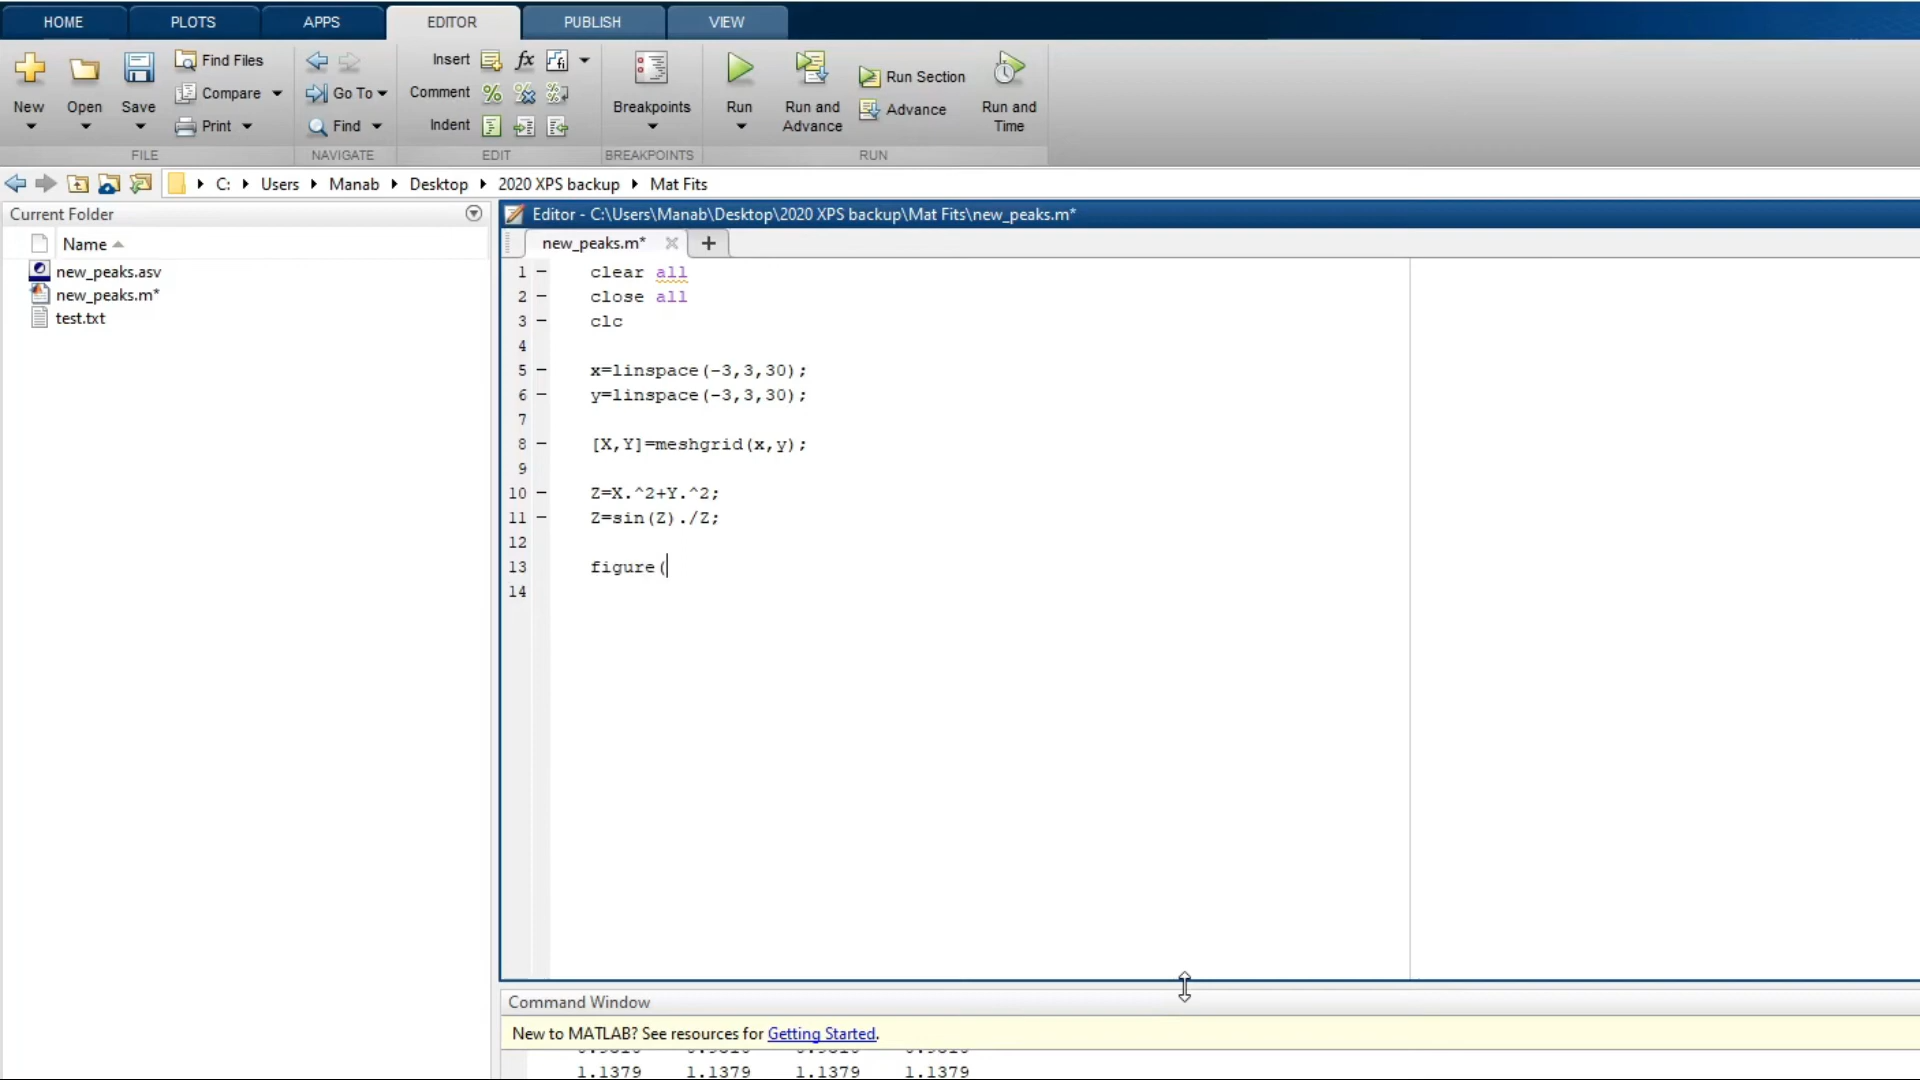 HOME PLOTS APPS EDITOR PUBLISH VIEW
New Open Save
Find Files
Compare
Print
Go To
Find
Insert fx
Comment
Indent
Breakpoints
Run
Run and Advance
Run Section
Advance
Run and Time
FILE NAVIGATE EDIT BREAKPOINTS RUN
C: Users Manab Desktop 2020 XPS backup Mat Fits
Current Folder
Name
new_peaks.asv
new_peaks.m*
test.txt
Editor - C:\Users\Manab\Desktop\2020 XPS backup\Mat Fits\new_peaks.m*
new_peaks.m*
1 – clear all
2 – close all
3 – clc
4
5 – x=linspace(-3,3,30);
6 – y=linspace(-3,3,30);
7
8 – [X,Y]=meshgrid(x,y);
9
10 – Z=X.^2+Y.^2;
11 – Z=sin(Z)./Z;
12
13 figure(
14
Command Window
New to MATLAB? See resources for Getting Started.
1.1379 1.1379 1.1379 1.1379